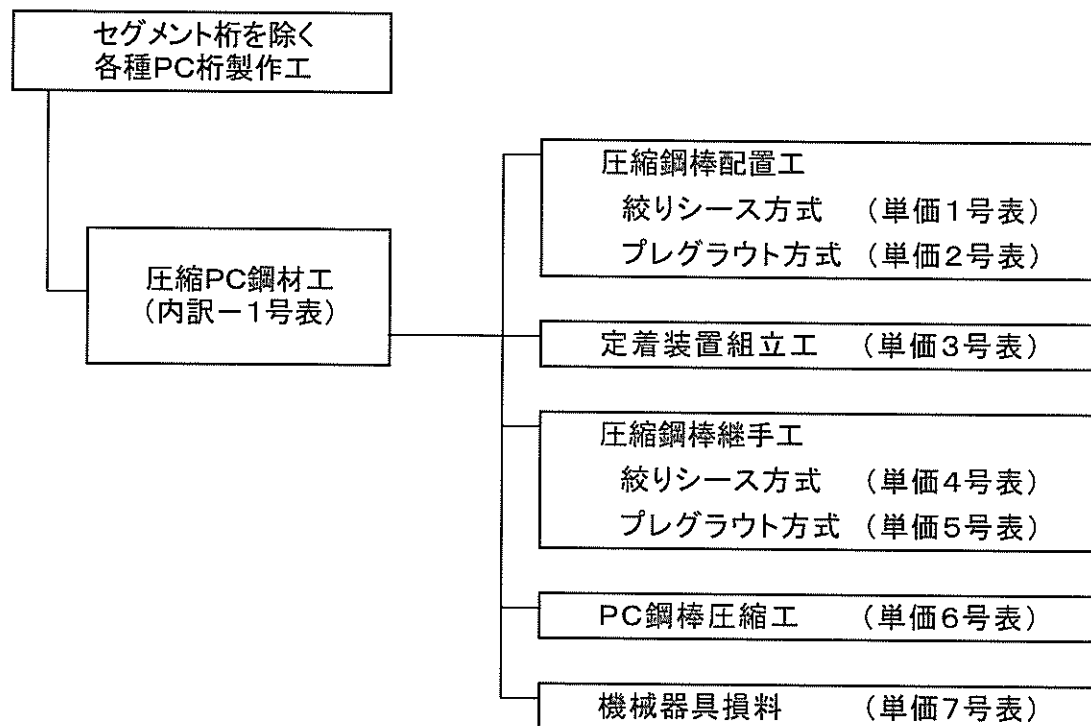 セグメント桁を除く
各種PC桁製作工
圧縮PC鋼材工
（内訳－1号表）
圧縮鋼棒配置工
絞りシース方式　（単価1号表）
プレグラウト方式　（単価2号表）
定着装置組立工　（単価3号表）
圧縮鋼棒継手工
絞りシース方式　（単価4号表）
プレグラウト方式　（単価5号表）
PC鋼棒圧縮工　（単価6号表）
機械器具損料　（単価7号表）